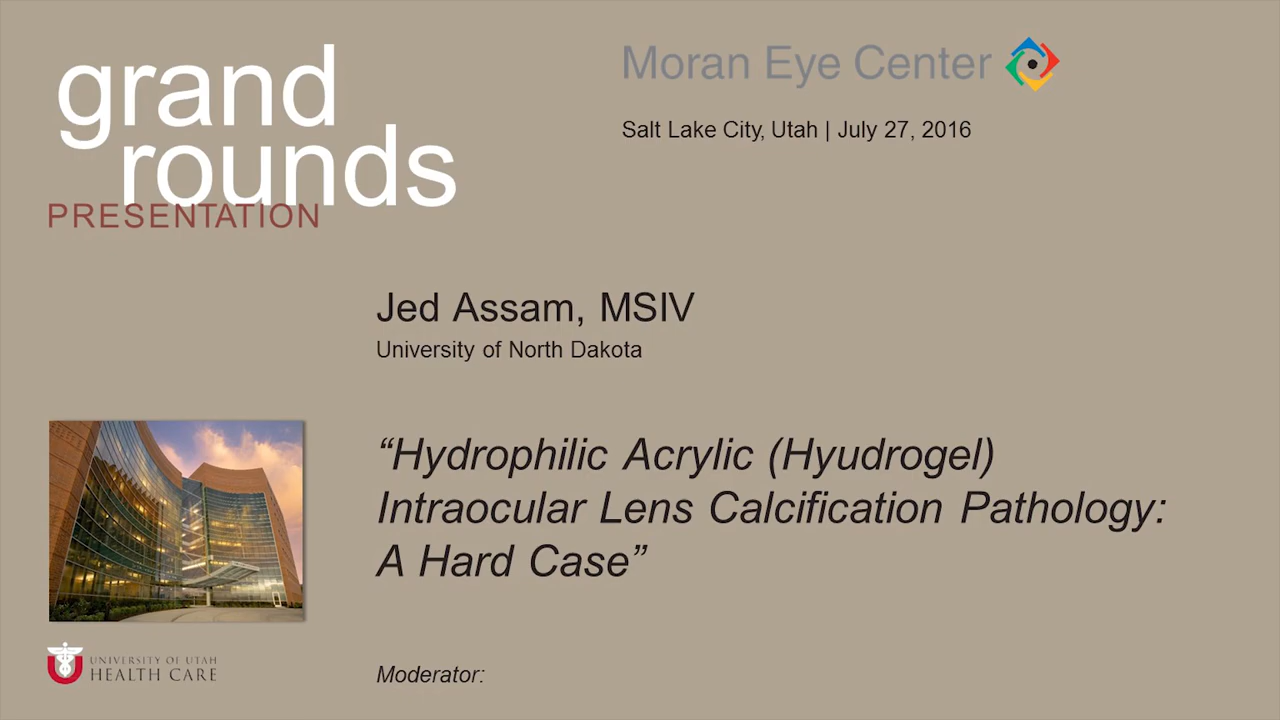 grand
rounds
PRESENTATION
Moran Eye Center
Salt Lake City, Utah | July 27, 2016
Jed Assam, MSIV
University of North Dakota
“Hydrophilic Acrylic (Hyudrogel)
Intraocular Lens Calcification Pathology:
A Hard Case”
UNIVERSITY OF UTAH
HEALTH CARE
Moderator: